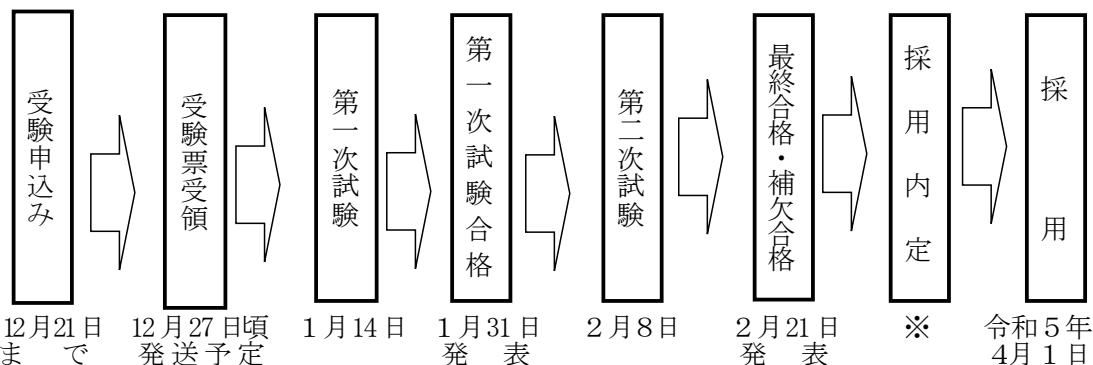 受験申込み
12月21日
まで
受験票受領
12月27日頃
発送予定
第一次試験
1月14日
第一次試験合格
1月31日
発表
第二次試験
2月8日
最終合格・補欠合格
2月21日
発表
採用内定
※
採用
令和5年
4月1日